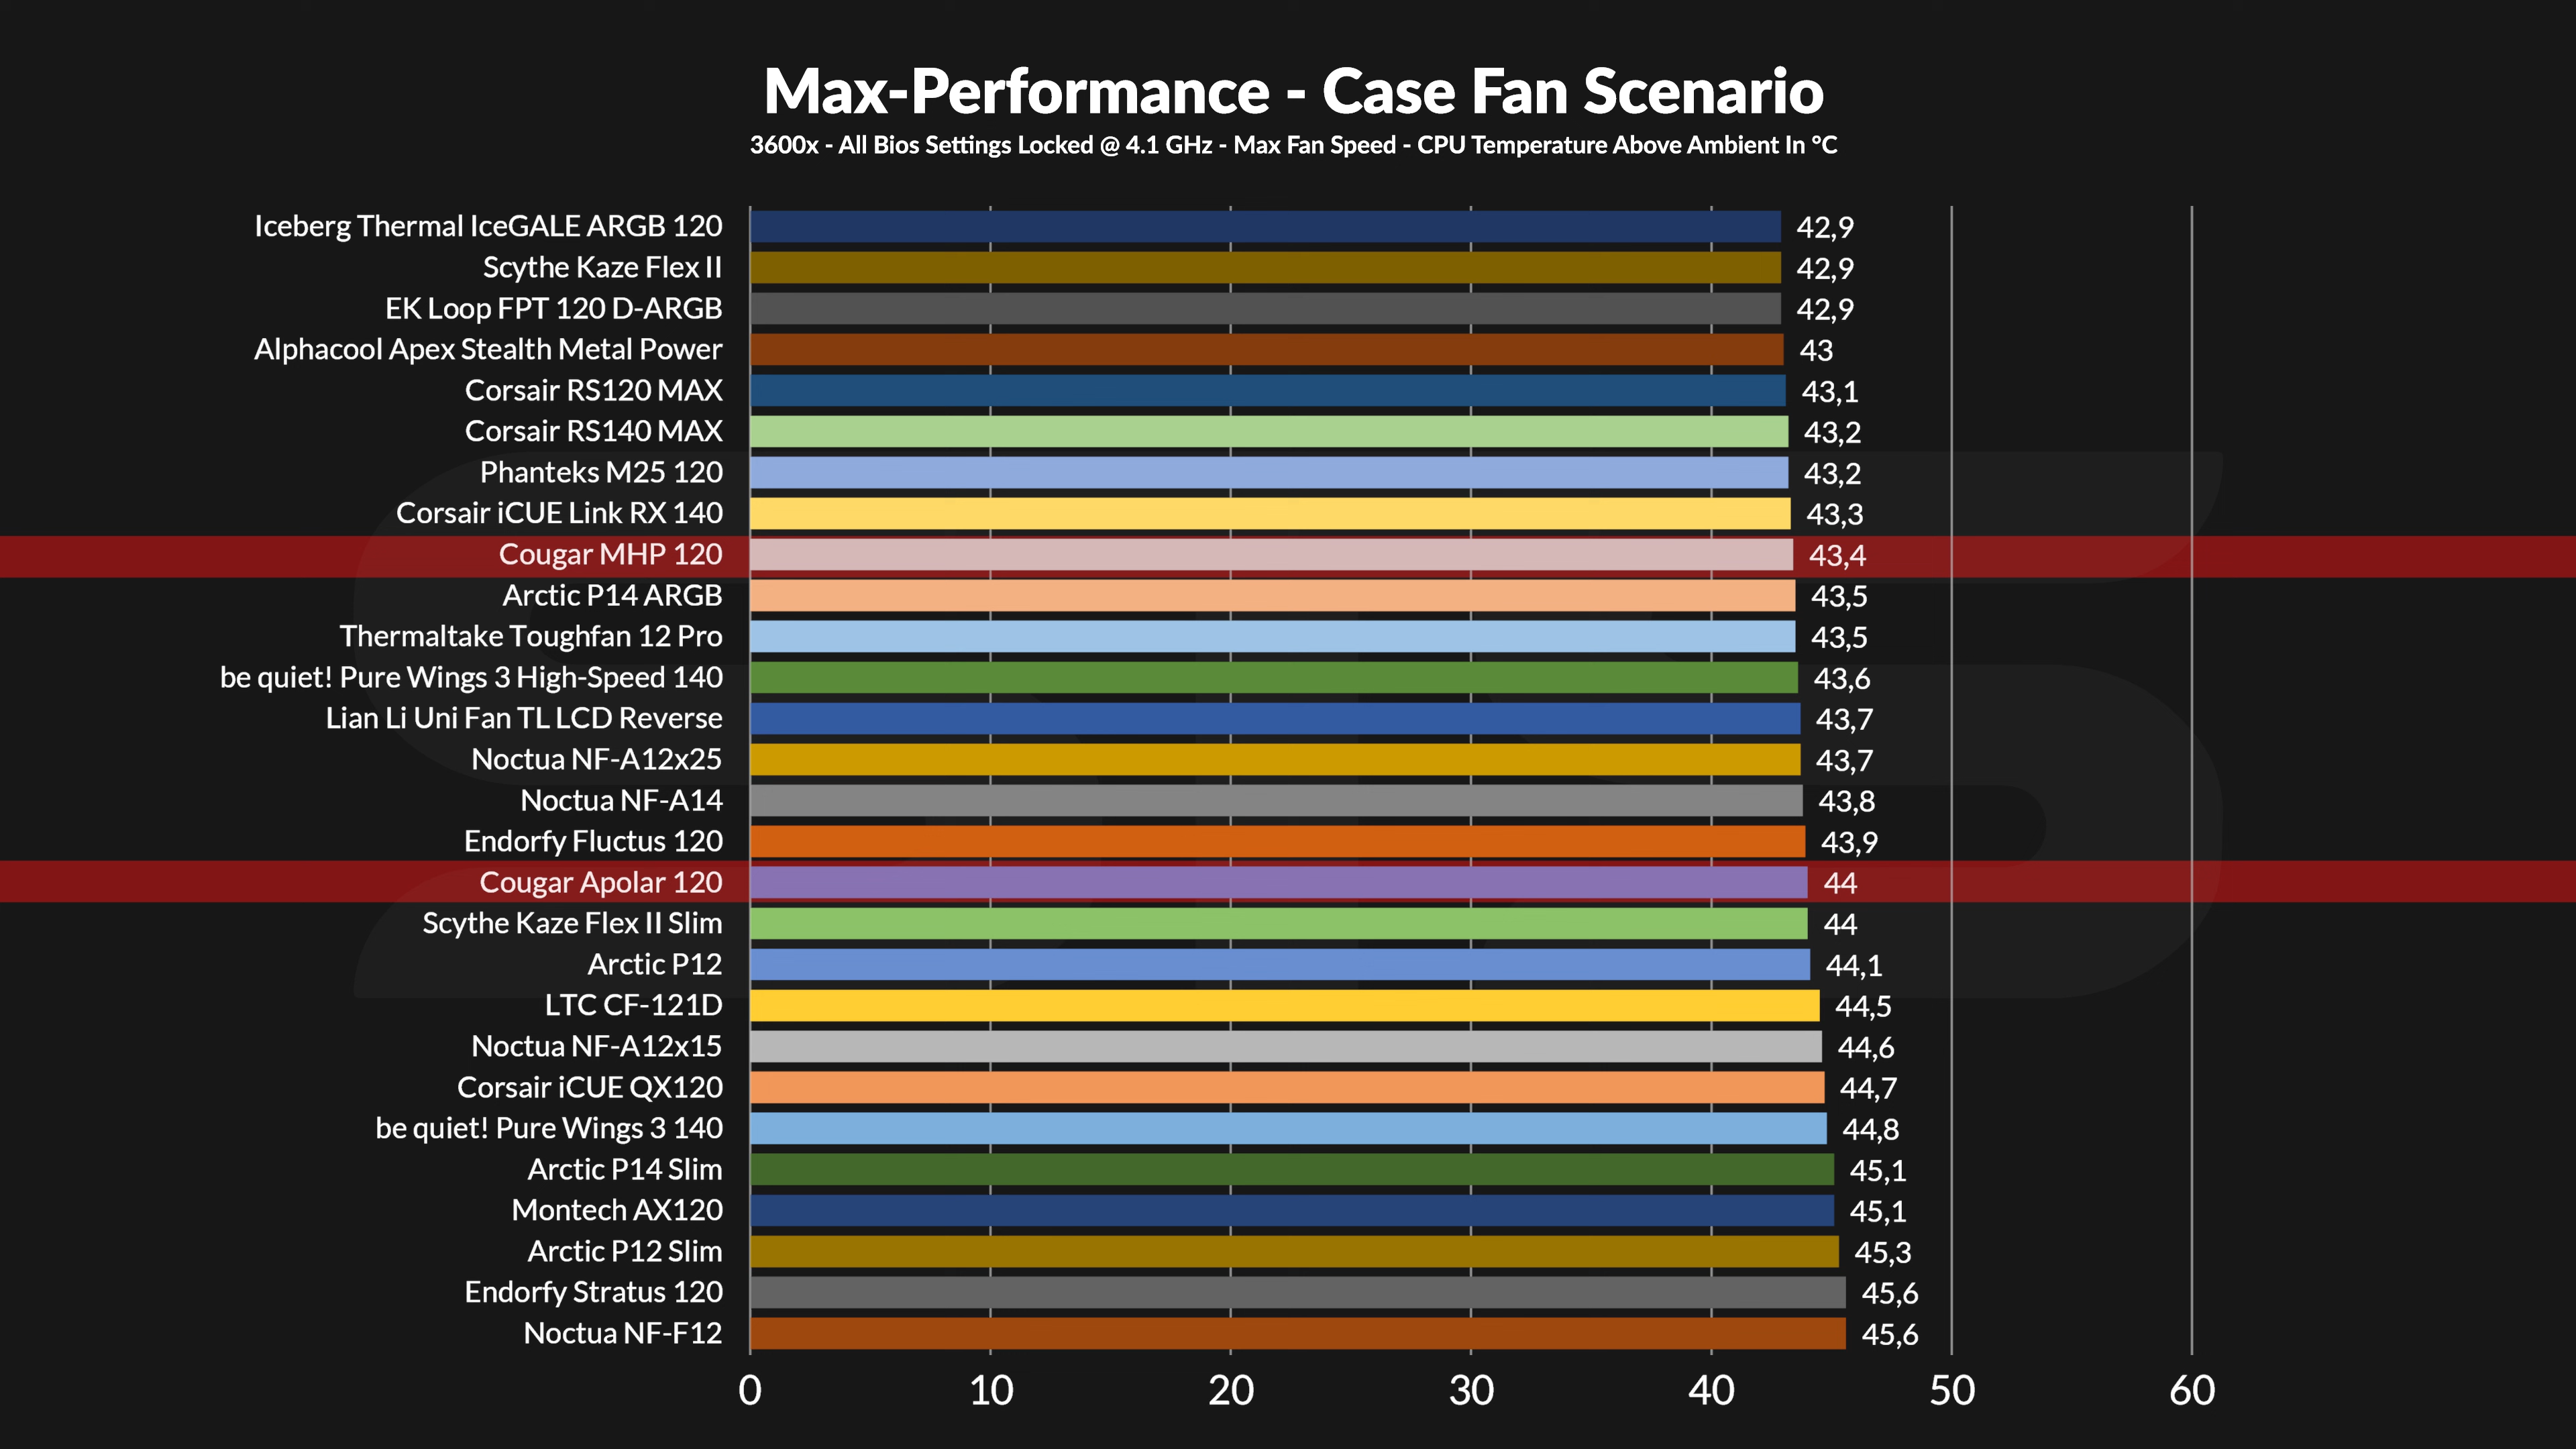 Max-Performance - Case Fan Scenario
3600x - All Bios Settings Locked @ 4.1 GHz - Max Fan Speed - CPU Temperature Above Ambient In °C
Iceberg Thermal IceGALE ARGB 120 42,9
Scythe Kaze Flex II 42,9
EK Loop FPT 120 D-ARGB 42,9
Alphacool Apex Stealth Metal Power 43
Corsair RS120 MAX 43,1
Corsair RS140 MAX 43,2
Phanteks M25 120 43,2
Corsair iCUE Link RX 140 43,3
Cougar MHP 120 43,4
Arctic P14 ARGB 43,5
Thermaltake Toughfan 12 Pro 43,5
be quiet! Pure Wings 3 High-Speed 140 43,6
Lian Li Uni Fan TL LCD Reverse 43,7
Noctua NF-A12x25 43,7
Noctua NF-A14 43,8
Endorfy Fluctus 120 43,9
Cougar Apolar 120 44
Scythe Kaze Flex II Slim 44
Arctic P12 44,1
LTC CF-121D 44,5
Noctua NF-A12x15 44,6
Corsair iCUE QX120 44,7
be quiet! Pure Wings 3 140 44,8
Arctic P14 Slim 45,1
Montech AX120 45,1
Arctic P12 Slim 45,3
Endorfy Stratus 120 45,6
Noctua NF-F12 45,6
0 10 20 30 40 50 60